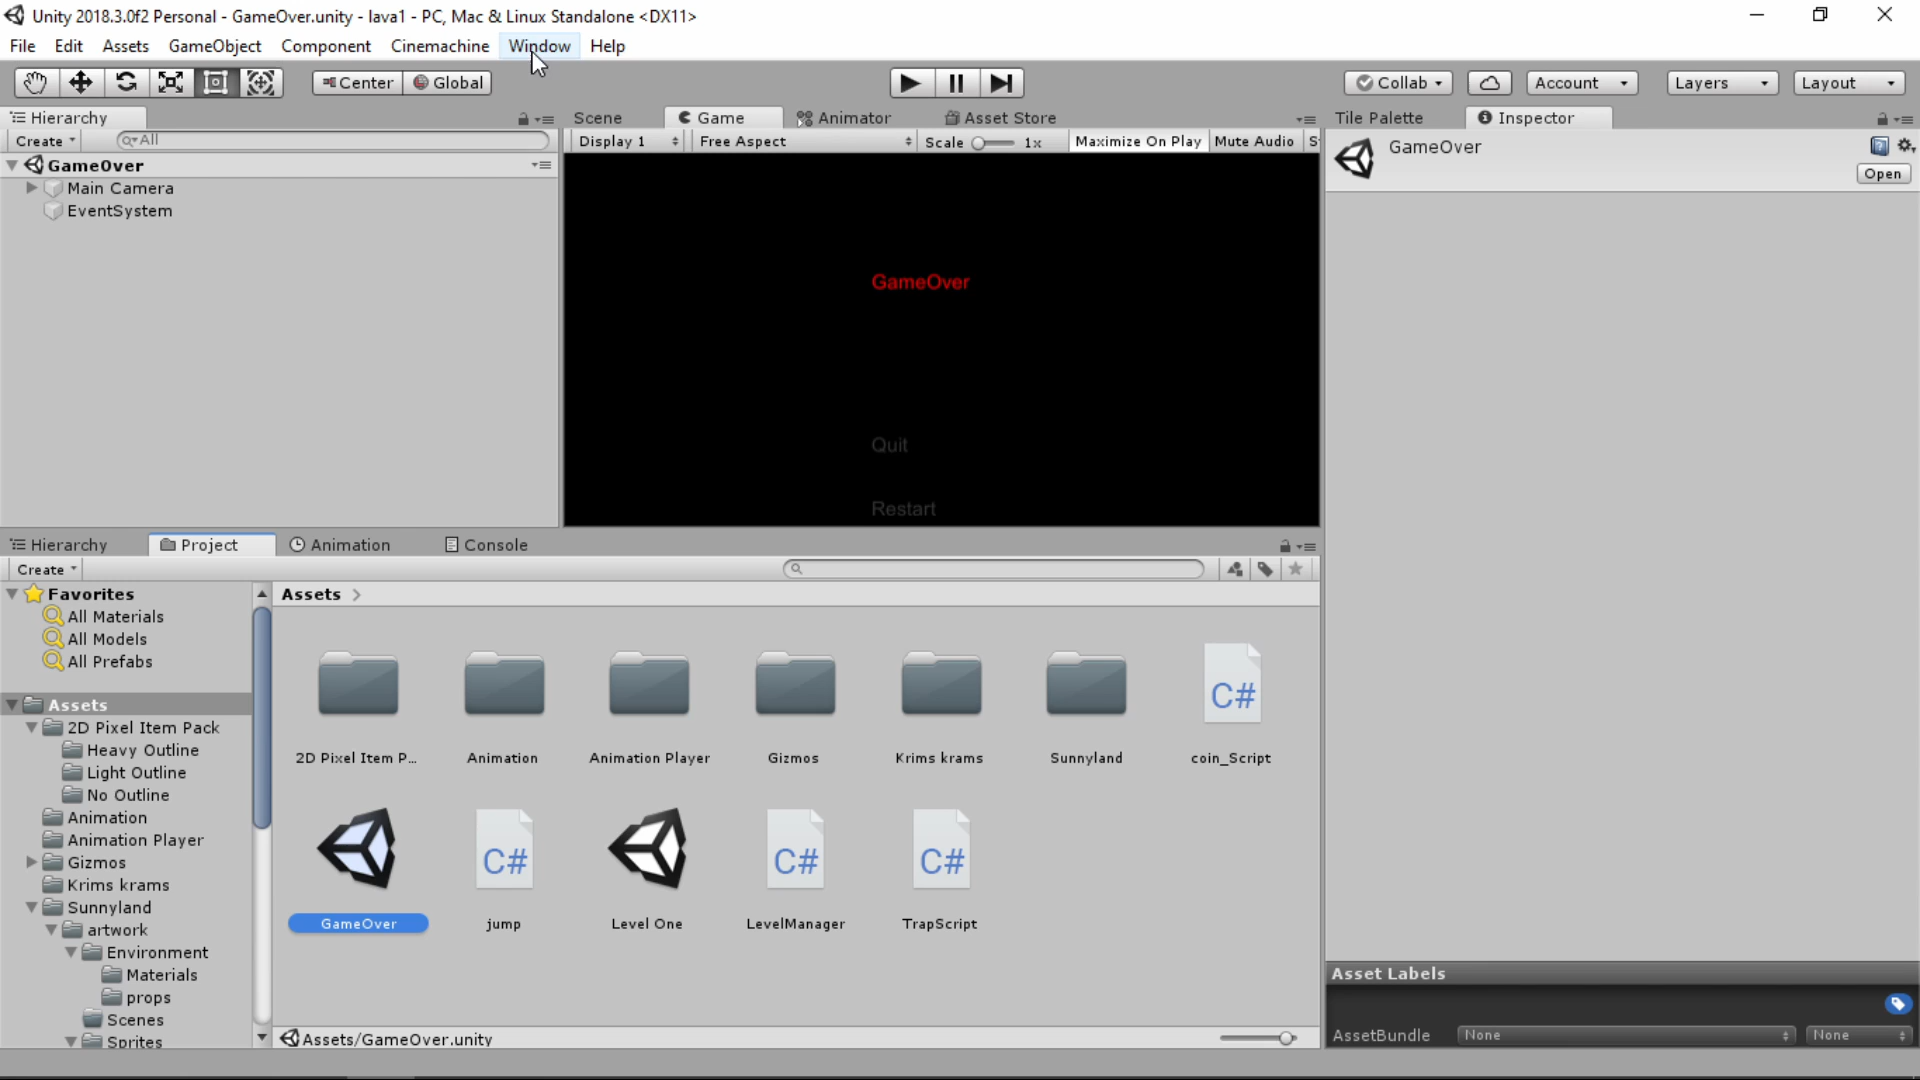 Unity 2018.3.0f2 Personal - GameOver.unity - lava1 - PC, Mac & Linux Standalone <DX11>
File Edit Assets GameObject Component Cinemachine Window Help
Center Global Collab Account Layers Layout
Hierarchy Scene Game Animator Asset Store Tile Palette Inspector
Create All Display 1 Free Aspect Scale 1x Maximize On Play Mute Audio S
GameOver
Main Camera
EventSystem
GameOver
Quit
Restart
GameOver
Open
Hierarchy Project Animation Console
Create
Favorites
All Materials
All Models
All Prefabs
Assets
2D Pixel Item Pack
Heavy Outline
Light Outline
No Outline
Animation
Animation Player
Gizmos
Krims krams
Sunnyland
artwork
Environment
Materials
props
Scenes
Sprites
Assets >
2D Pixel Item P... Animation Animation Player Gizmos Krims krams Sunnyland coin_Script
C#
C# C# C#
GameOver jump Level One LevelManager TrapScript
Assets/GameOver.unity
Asset Labels
AssetBundle None None